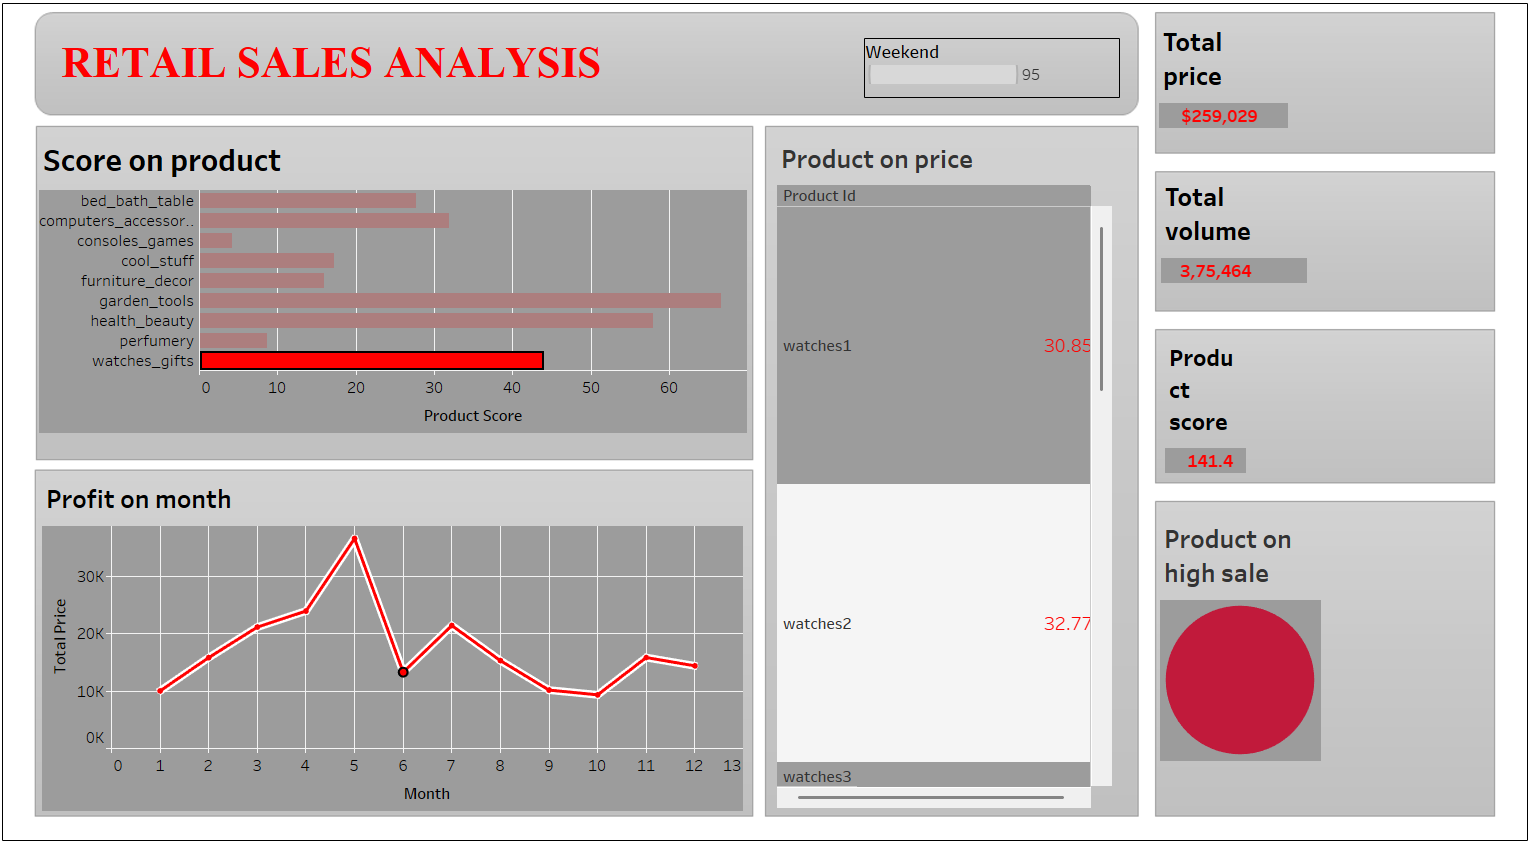 RETAIL SALES ANALYSIS
Weekend
95
Total
price
$259,029
Score on product
bed_bath_table
computers_accessor..
consoles_games
cool_stuff
furniture_decor
garden_tools
health_beauty
perfumery
watches_gifts
0 10 20 30 40 50 60
Product Score
Product on price
Product Id
watches1 30.85
watches2 32.77
watches3
Total
volume
3,75,464
Produ
ct
score
141.4
Profit on month
30K
20K
10K
0K
Total Price
0 1 2 3 4 5 6 7 8 9 10 11 12 13
Month
Product on
high sale